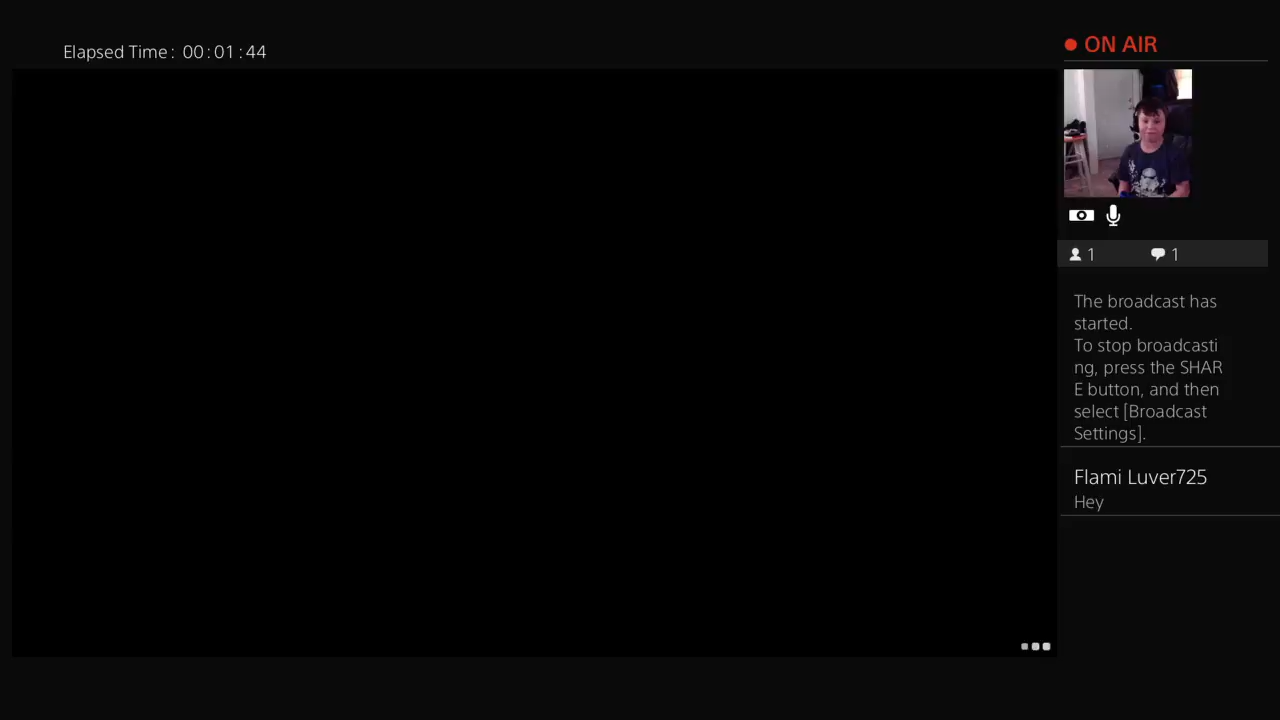 Elapsed Time: 00:01:44
ON AIR
1 1
The broadcast has
started.
To stop broadcasti
ng, press the SHAR
E button, and then
select [Broadcast
Settings].
Flami Luver725
Hey